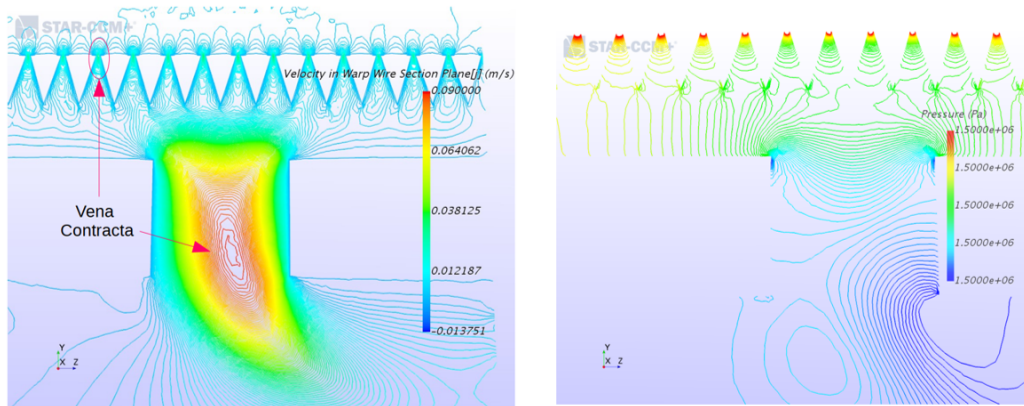 STAR-CCM+
Velocity in Warp Wire Section Plane[j] (m/s)
0.090000
0.064062
0.038125
0.012187
-0.013751
Vena
Contracta
Y
X Z
STAR-CCM+
Pressure (Pa)
1.5000e+06
1.5000e+06
1.5000e+06
1.5000e+06
1.5000e+06
Y
X Z